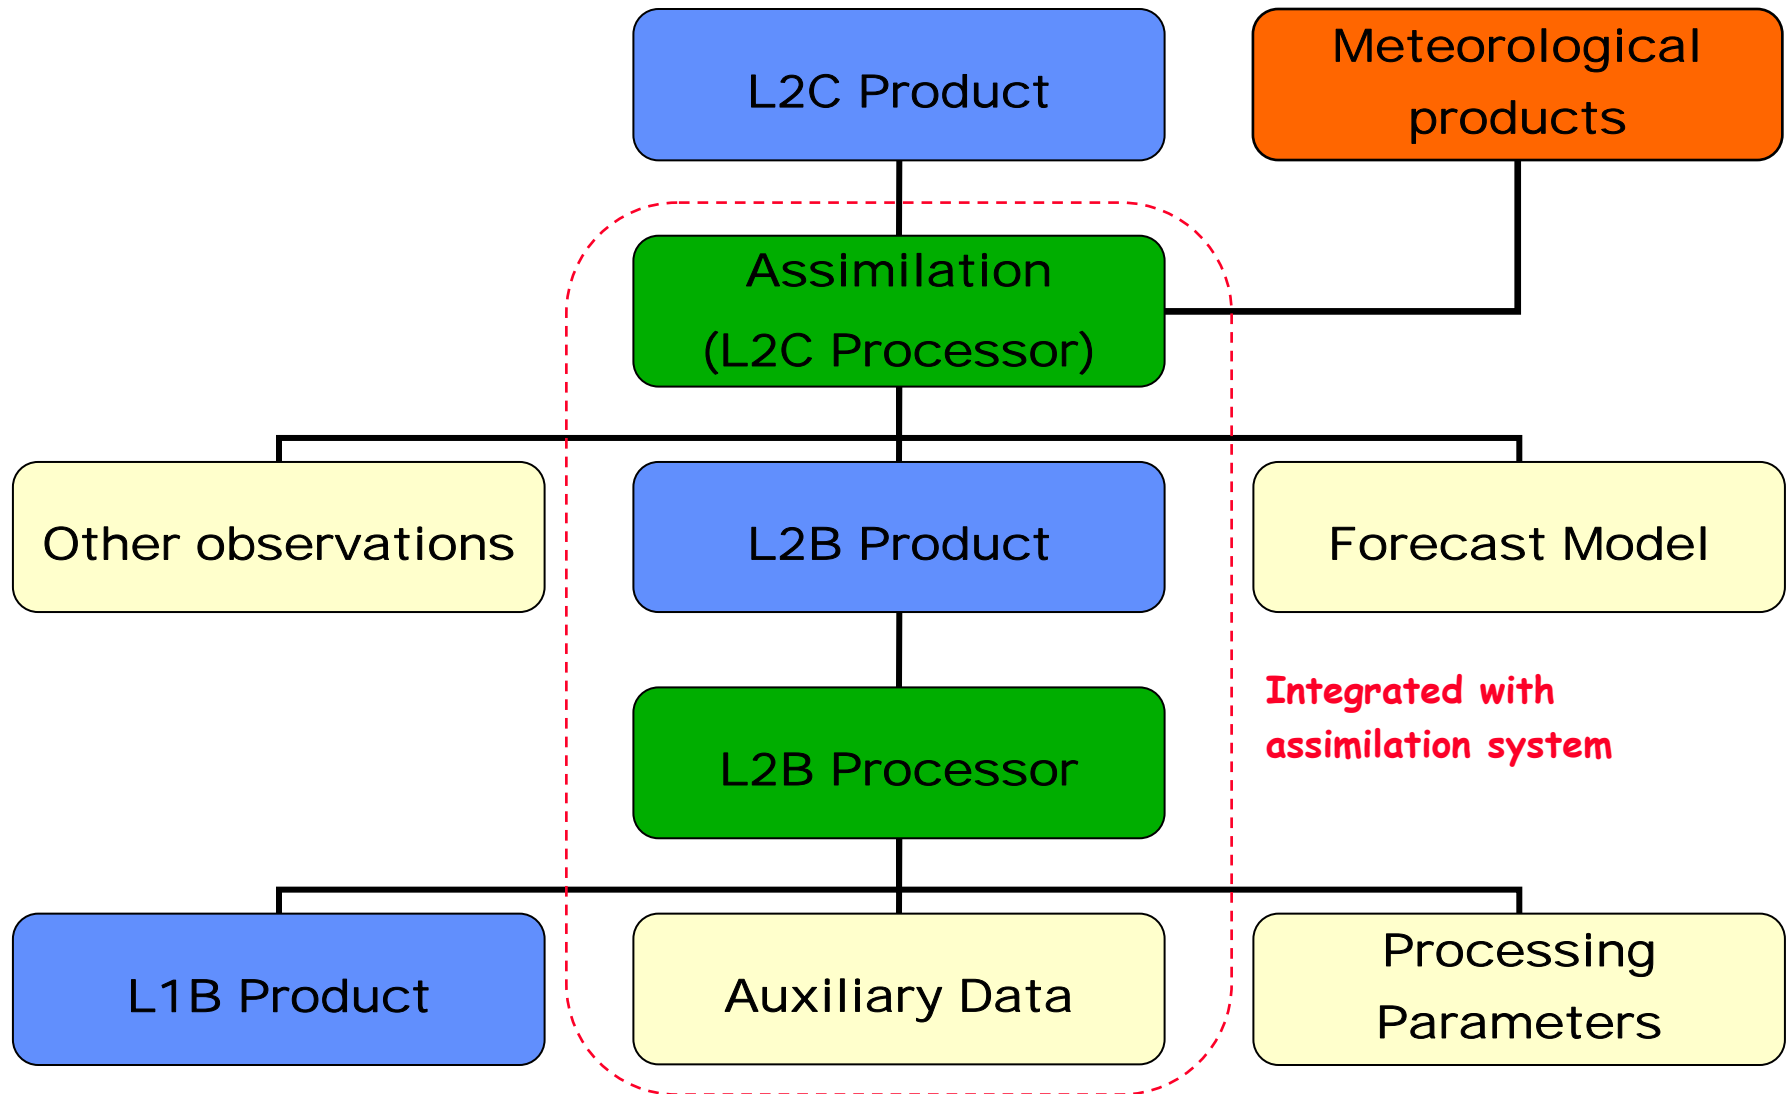 L2C Product
Meteorological
products
Assimilation
(L2C Processor)
Other observations
L2B Product
Forecast Model
Integrated with
assimilation system
L2B Processor
L1B Product
Auxiliary Data
Processing
Parameters